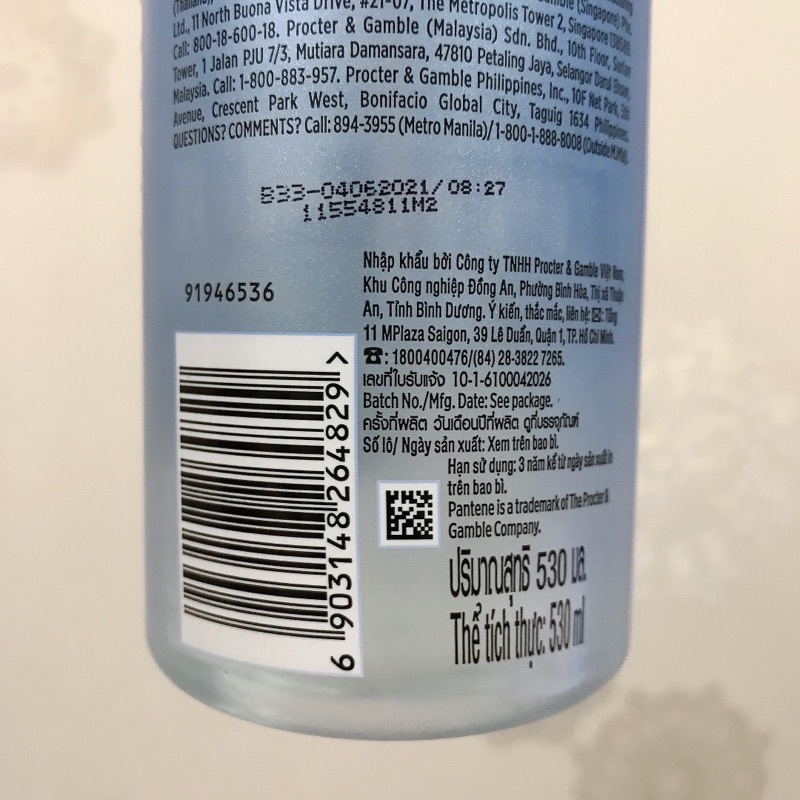 (Thailand)
Ltd., 11 North Buona Vista Drive, #21-07, The Metropolis Tower 2, Singapore
Call: 800-18-600-18. Procter & Gamble (Malaysia) Sdn. Bhd., 10th Floor, Surian
Tower, 1 Jalan PJU 7/3, Mutiara Damansara, 47810 Petaling Jaya, Selangor Darul Ehsan,
Malaysia. Call: 1-800-883-957. Procter & Gamble Philippines, Inc., 10F Net Park, 5th
Avenue, Crescent Park West, Bonifacio Global City, Taguig 1634 Philippines.
QUESTIONS? COMMENTS? Call: 894-3955 (Metro Manila)/ 1-800-1-888-8008 (Outside M.Mla).
B33-04062021/08:27
11554811M2
91946536
Nhập khẩu bởi Công ty TNHH Procter & Gamble Việt Nam;
Khu Công nghiệp Đồng An, Phường Bình Hòa, Thị xã Thuận
An, Tỉnh Bình Dương. Ý kiến, thắc mắc, liên hệ: ✉: Tầng
11 MPlaza Saigon, 39 Lê Duẩn, Quận 1, TP. Hồ Chí Minh.
☎: 1800400476/(84) 28-3822 7265.
เลขที่ใบรับแจ้ง 10-1-6100042026
Batch No./Mfg. Date: See package.
ครั้งที่ผลิต วันเดือนปีที่ผลิต ดูที่บรรจุภัณฑ์
Số lô/ Ngày sản xuất: Xem trên bao bì.
Hạn sử dụng: 3 năm kể từ ngày sản xuất in
trên bao bì.
Pantene is a trademark of The Procter &
Gamble Company.
ปริมาณสุทธิ 530 มล.
Thể tích thực: 530 ml
6 903148 264829 >